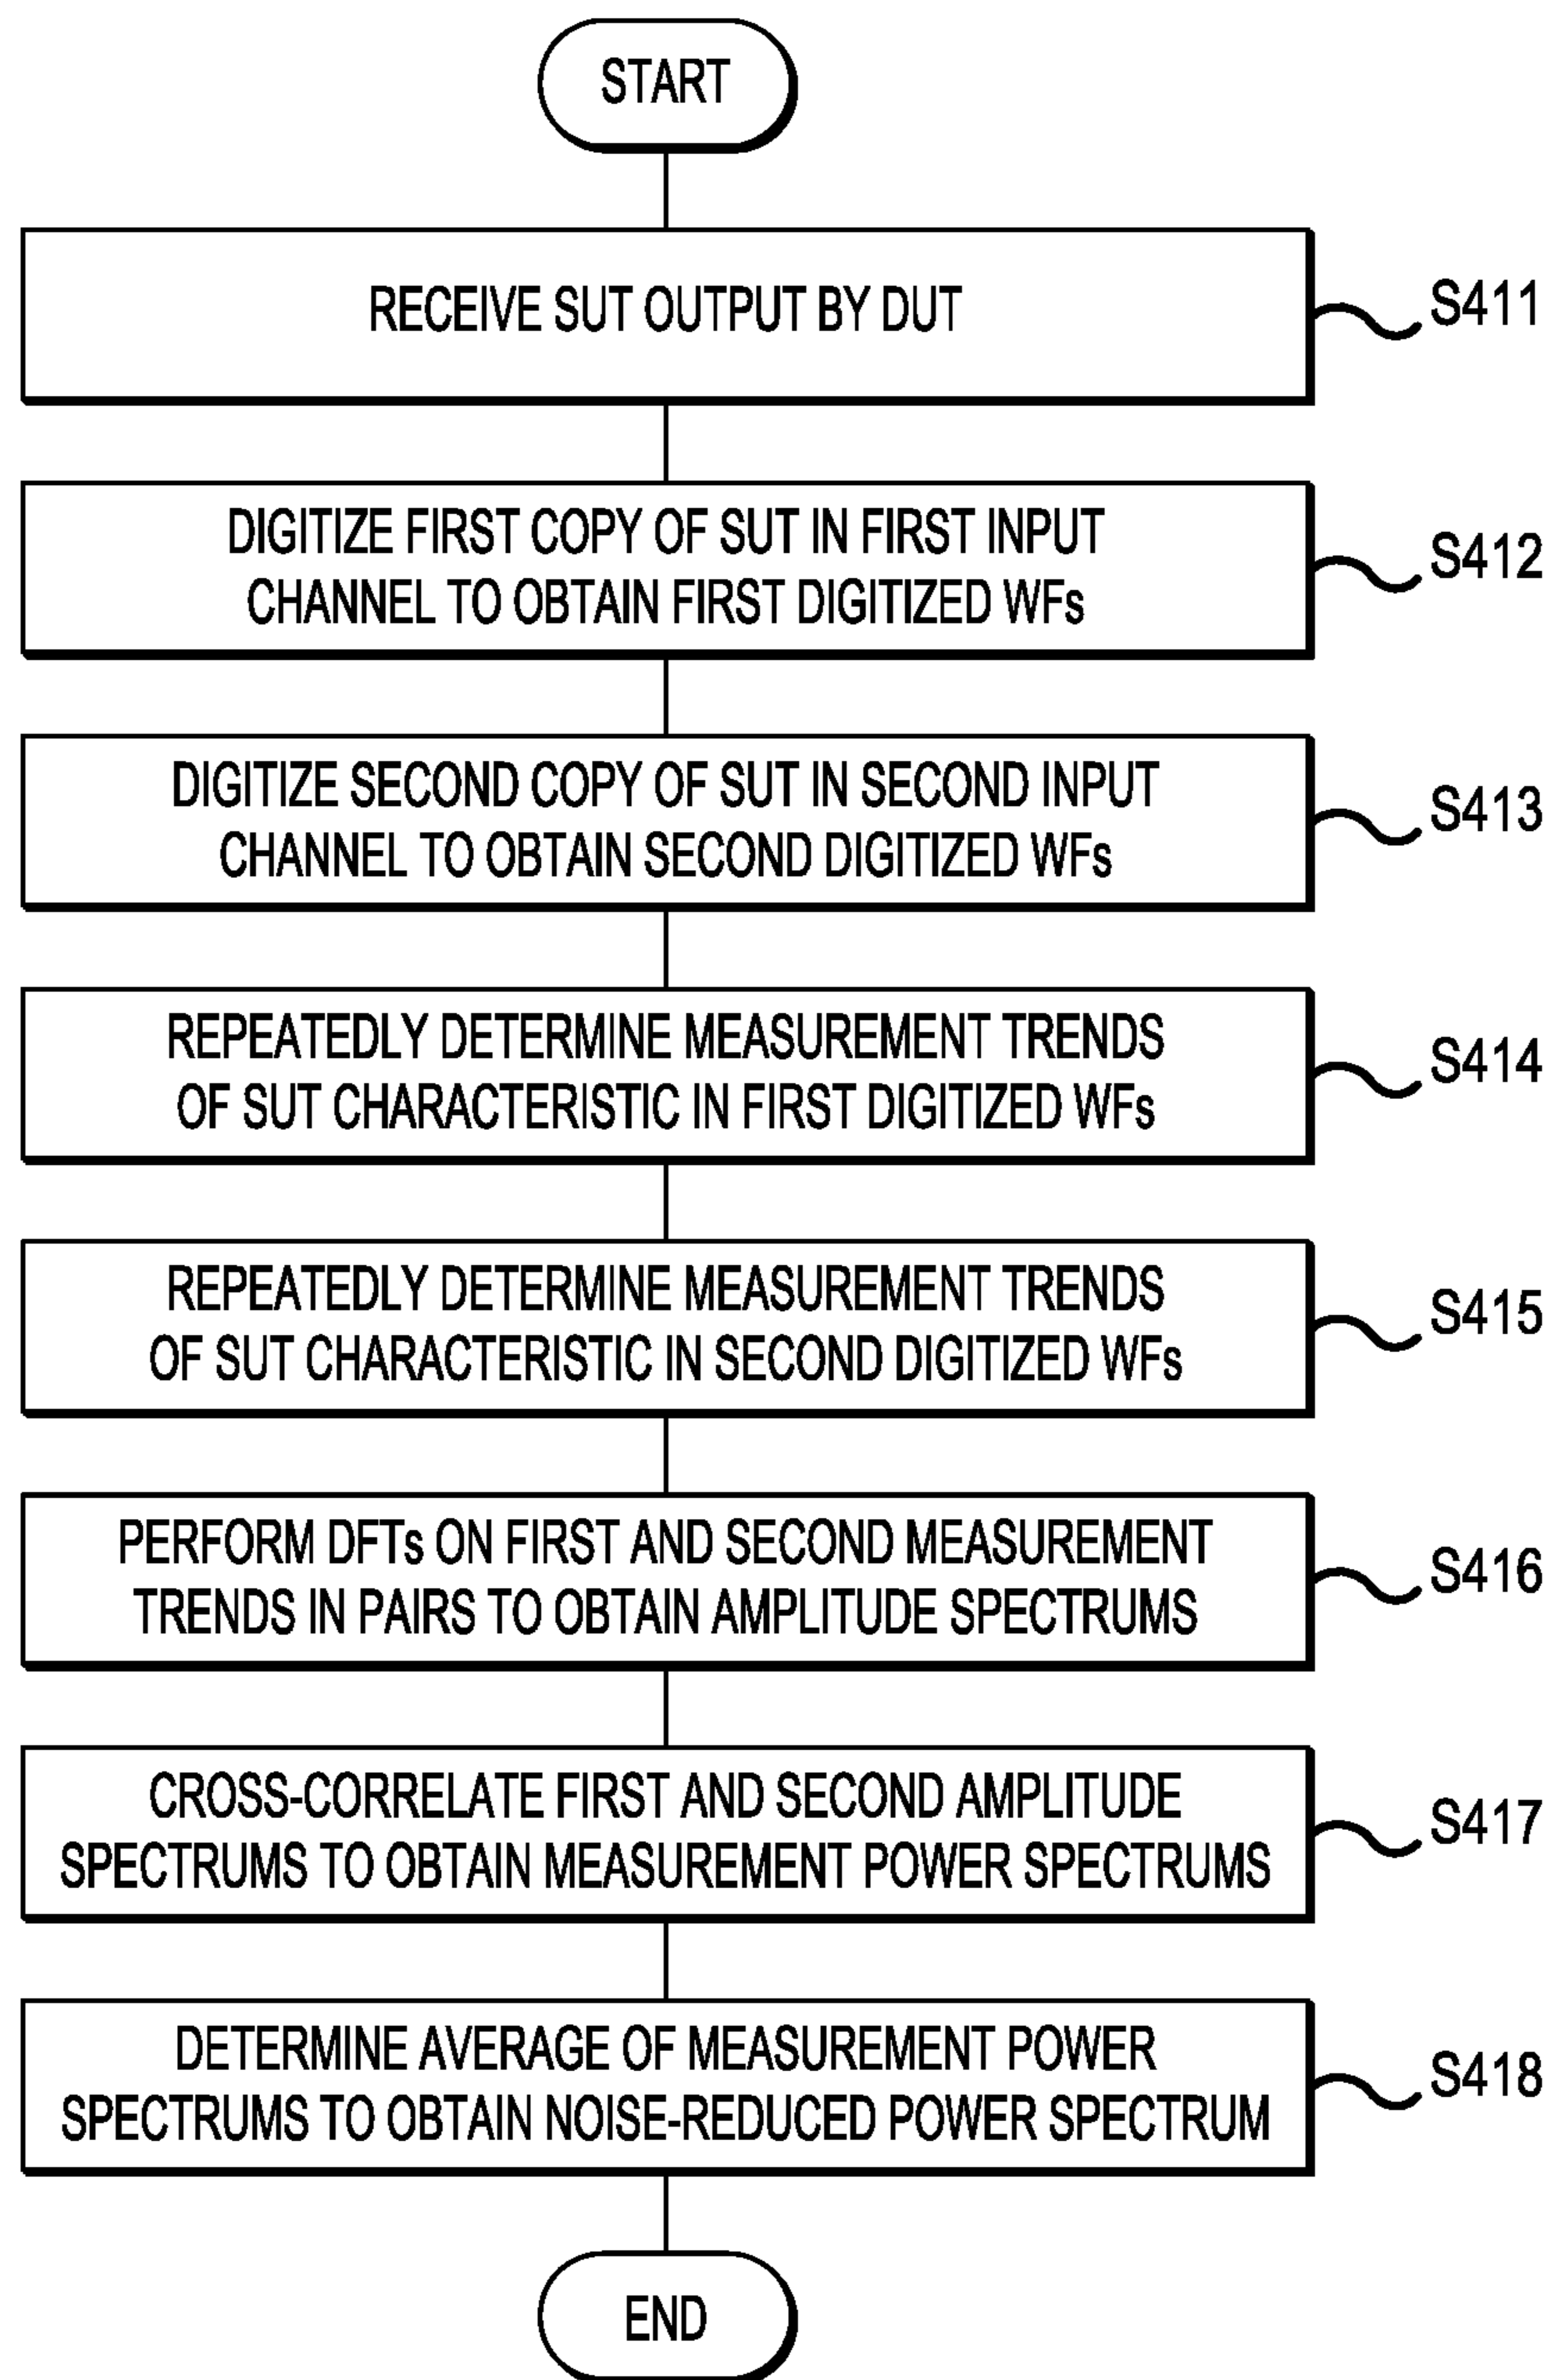 START
RECEIVE SUT OUTPUT BY DUT
S411
DIGITIZE FIRST COPY OF SUT IN FIRST INPUT
CHANNEL TO OBTAIN FIRST DIGITIZED WFs
S412
DIGITIZE SECOND COPY OF SUT IN SECOND INPUT
CHANNEL TO OBTAIN SECOND DIGITIZED WFs
S413
REPEATEDLY DETERMINE MEASUREMENT TRENDS
OF SUT CHARACTERISTIC IN FIRST DIGITIZED WFs
S414
REPEATEDLY DETERMINE MEASUREMENT TRENDS
OF SUT CHARACTERISTIC IN SECOND DIGITIZED WFs
S415
PERFORM DFTs ON FIRST AND SECOND MEASUREMENT
TRENDS IN PAIRS TO OBTAIN AMPLITUDE SPECTRUMS
S416
CROSS-CORRELATE FIRST AND SECOND AMPLITUDE
SPECTRUMS TO OBTAIN MEASUREMENT POWER SPECTRUMS
S417
DETERMINE AVERAGE OF MEASUREMENT POWER
SPECTRUMS TO OBTAIN NOISE-REDUCED POWER SPECTRUM
S418
END